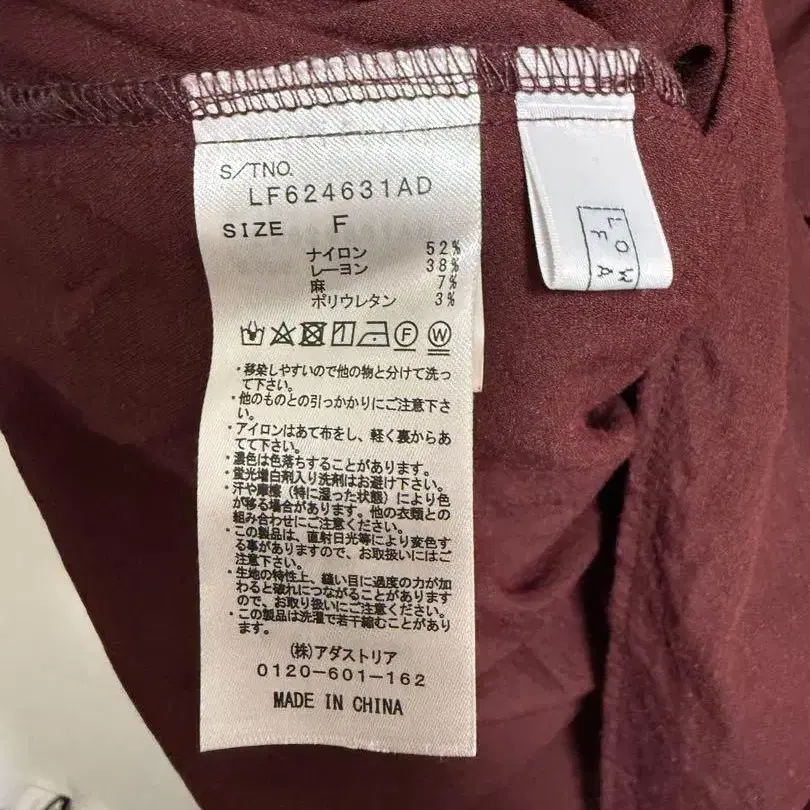 S/TNO.
LF624631AD
SIZE F
ナイロン 52%
レーヨン 38%
麻 7%
ポリウレタン 3%
F W
・移染しやすいので他の物と分けて洗っ
て下さい。
・他のものとの引っかかりにご注意下さ
い。
・アイロンはあて布をし、軽く裏からあ
てて下さい。
・濃色は色落ちすることがあります。
・蛍光増白剤入り洗剤はお避け下さい。
・汗や摩擦（特に湿った状態）により色
が移る場合があります。他の衣類との
組み合わせにご注意ください。
・この製品は、直射日光等により変色す
る事がありますので、お取扱いにはご
注意下さい。
・生地の特性上、縫い目に過度の力が加
わると破れにつながることがあります
ので、お取り扱いにご注意ください。
・この製品は洗濯で若干縮むことがあり
ます。
(株)アダストリア
0120-601-162
MADE IN CHINA
LOW
FA